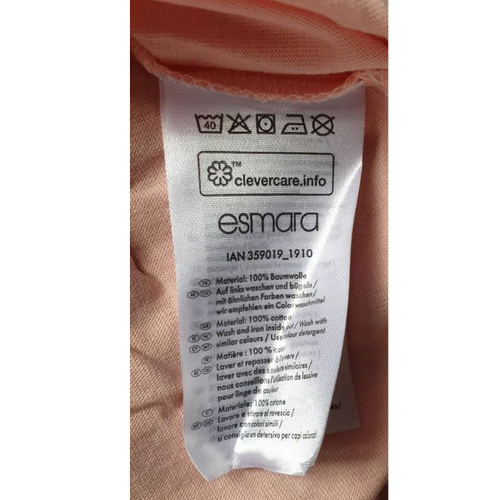 40
™
clevercare.info
esmara
IAN 359019_1910
Material: 100% Baumwolle
Auf links waschen und bügeln /
mit ähnlichen Farben waschen /
wir empfehlen ein Colorwaschmittel
Material: 100% cotton
Wash and iron inside out / Wash with
similar colours / Use colour detergent
Matière : 100 % coton
Laver et repasser à l'envers /
laver avec des couleurs similaires /
nous conseillons l'utilisation de lessive
pour linge de couleur
Materiale: 100% cotone
Lavare e stirare al rovescio /
lavare con colori simili /
si consiglia un detersivo per capi colorati